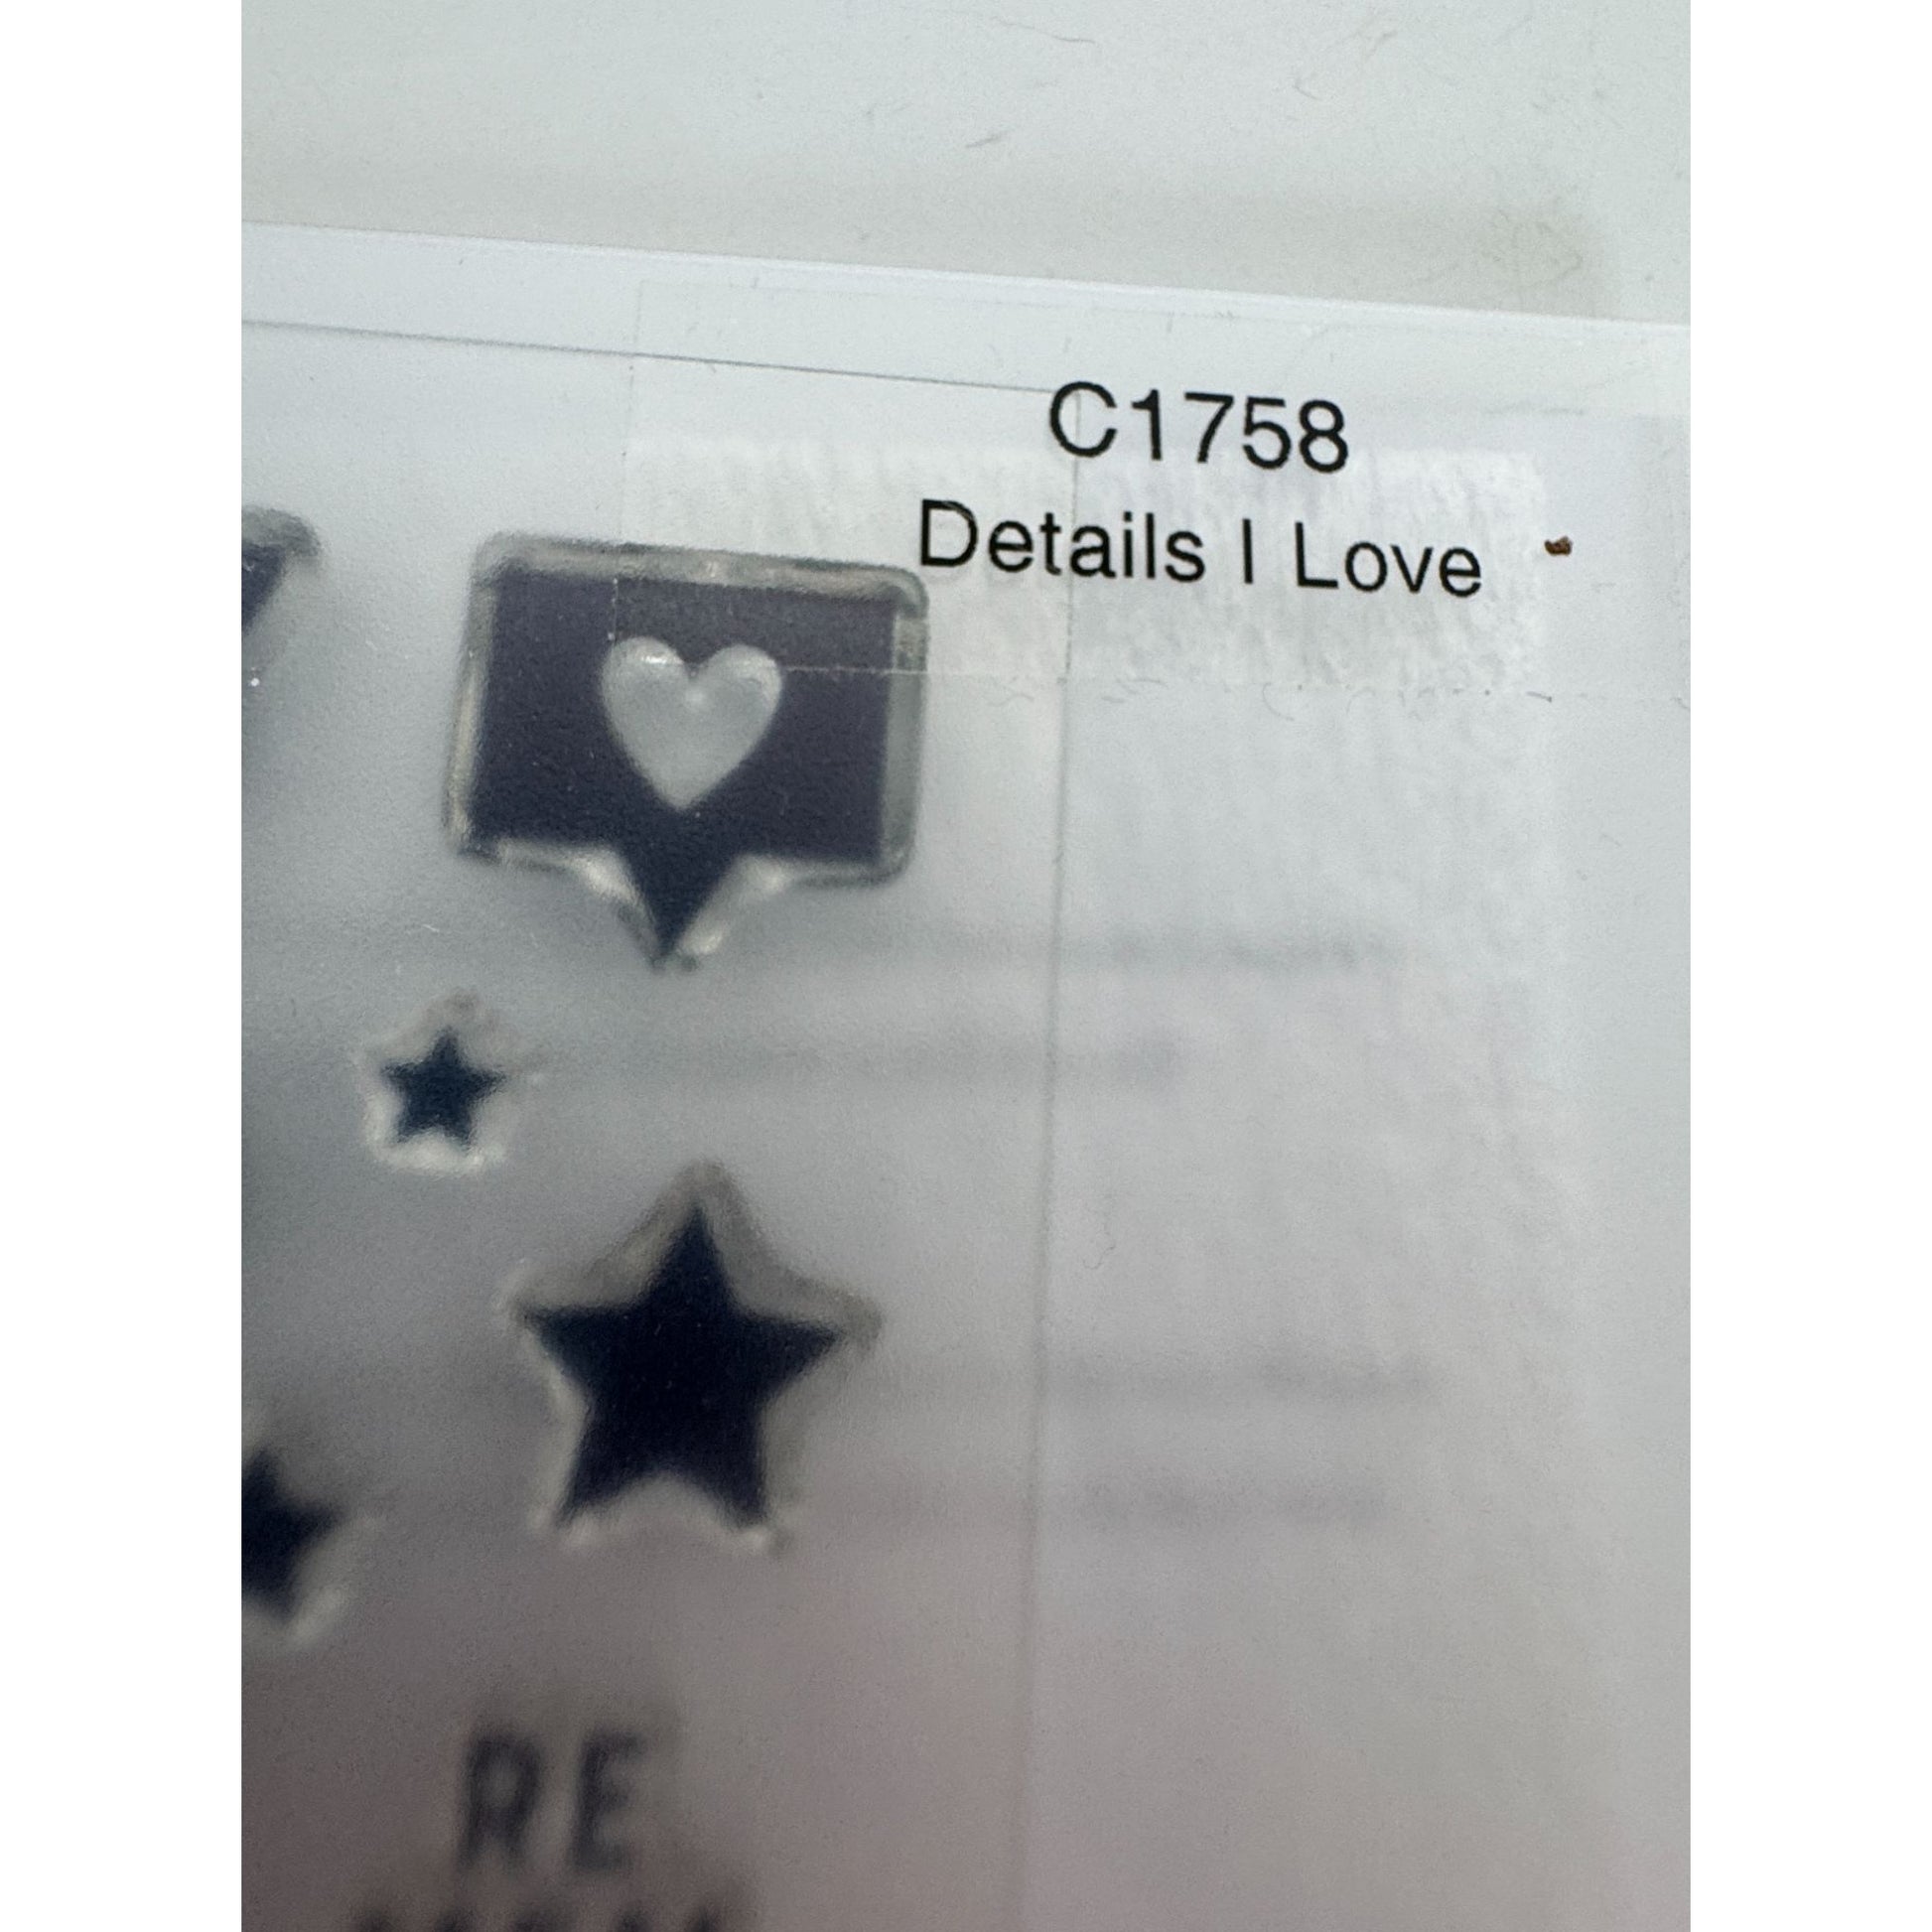 C1758
Details I Love
RE